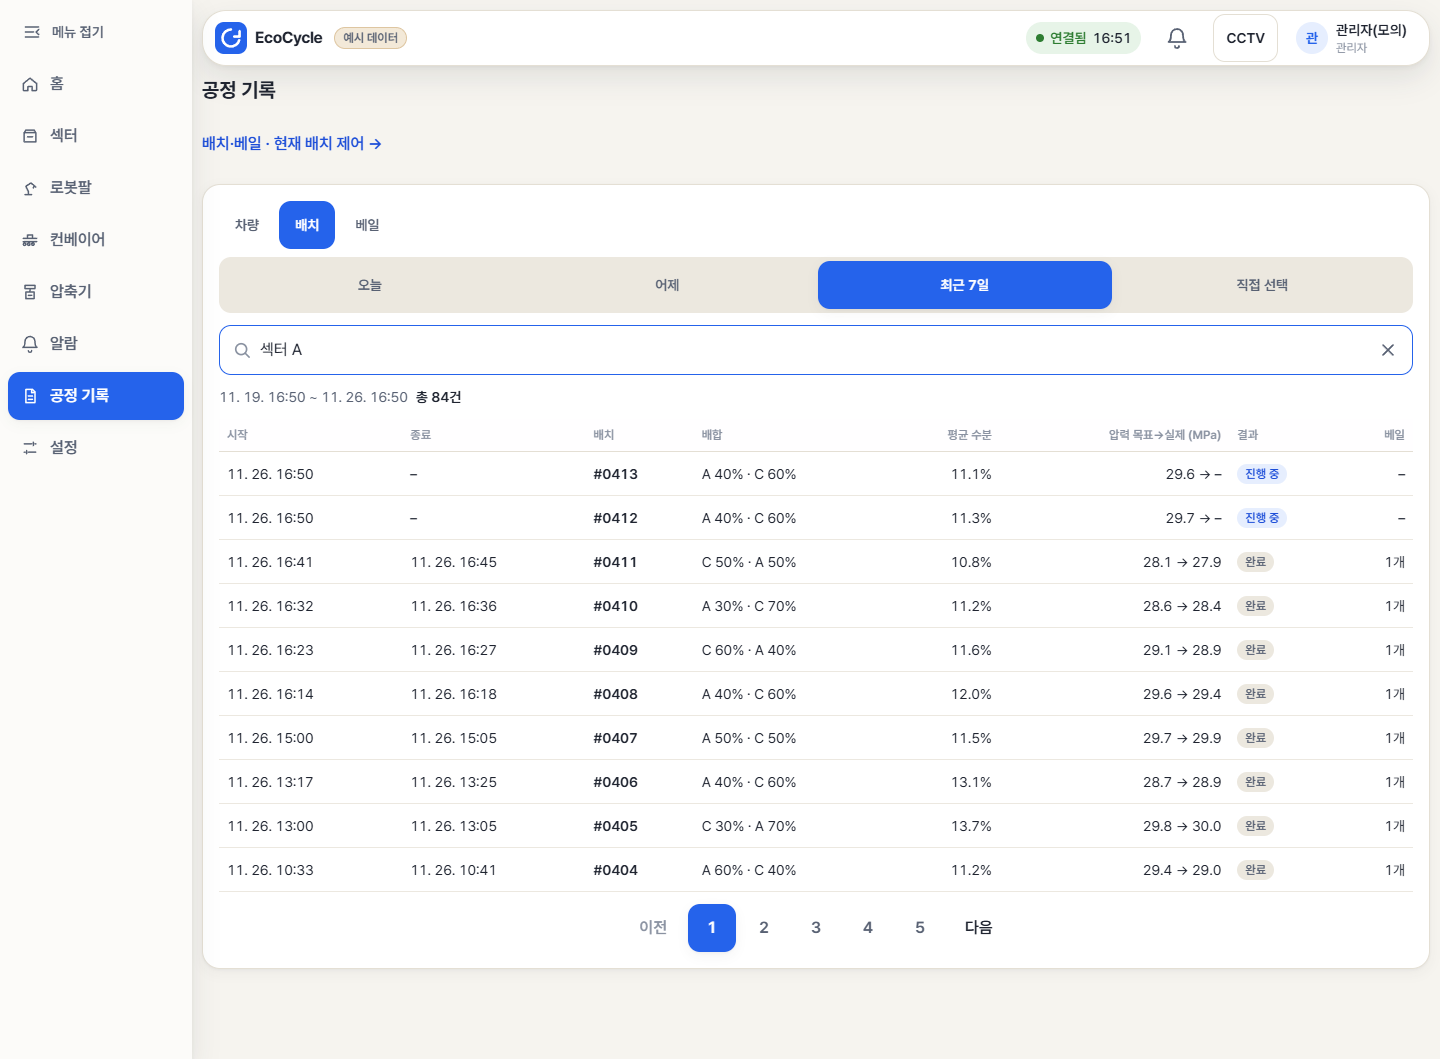 메뉴 접기
홈
섹터
로봇팔
컨베이어
압축기
알람
공정 기록
설정
EcoCycle 예시 데이터 연결됨 16:51 CCTV 관 관리자(모의) 관리자
공정 기록
배치·베일 · 현재 배치 제어 →
차량 배치 베일
오늘 어제 최근 7일 직접 선택
섹터 A
11. 19. 16:50 ~ 11. 26. 16:50 총 84건
시작 종료 배치 배합 평균 수분 압력 목표→실제 (MPa) 결과 베일
11. 26. 16:50 – #0413 A 40% · C 60% 11.1% 29.6 → – 진행 중 –
11. 26. 16:50 – #0412 A 40% · C 60% 11.3% 29.7 → – 진행 중 –
11. 26. 16:41 11. 26. 16:45 #0411 C 50% · A 50% 10.8% 28.1 → 27.9 완료 1개
11. 26. 16:32 11. 26. 16:36 #0410 A 30% · C 70% 11.2% 28.6 → 28.4 완료 1개
11. 26. 16:23 11. 26. 16:27 #0409 C 60% · A 40% 11.6% 29.1 → 28.9 완료 1개
11. 26. 16:14 11. 26. 16:18 #0408 A 40% · C 60% 12.0% 29.6 → 29.4 완료 1개
11. 26. 15:00 11. 26. 15:05 #0407 A 50% · C 50% 11.5% 29.7 → 29.9 완료 1개
11. 26. 13:17 11. 26. 13:25 #0406 A 40% · C 60% 13.1% 28.7 → 28.9 완료 1개
11. 26. 13:00 11. 26. 13:05 #0405 C 30% · A 70% 13.7% 29.8 → 30.0 완료 1개
11. 26. 10:33 11. 26. 10:41 #0404 A 60% · C 40% 11.2% 29.4 → 29.0 완료 1개
이전 1 2 3 4 5 다음